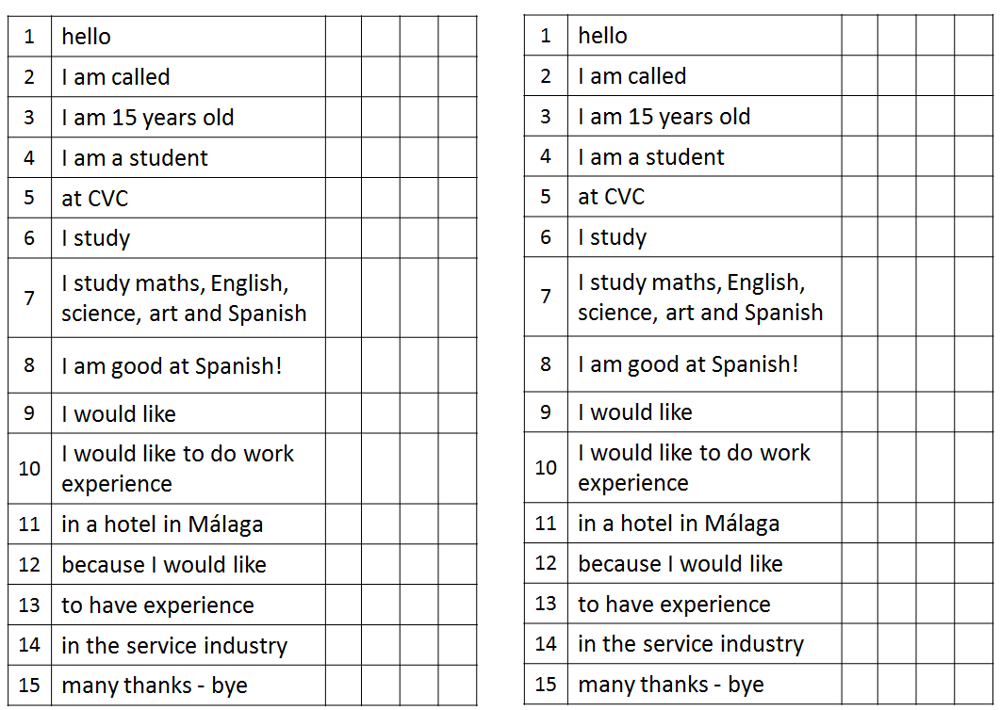 1 hello
2 I am called
3 I am 15 years old
4 I am a student
5 at CVC
6 I study
7 I study maths, English,
science, art and Spanish
8 I am good at Spanish!
9 I would like
10 I would like to do work
experience
11 in a hotel in Málaga
12 because I would like
13 to have experience
14 in the service industry
15 many thanks - bye
1 hello
2 I am called
3 I am 15 years old
4 I am a student
5 at CVC
6 I study
7 I study maths, English,
science, art and Spanish
8 I am good at Spanish!
9 I would like
10 I would like to do work
experience
11 in a hotel in Málaga
12 because I would like
13 to have experience
14 in the service industry
15 many thanks - bye